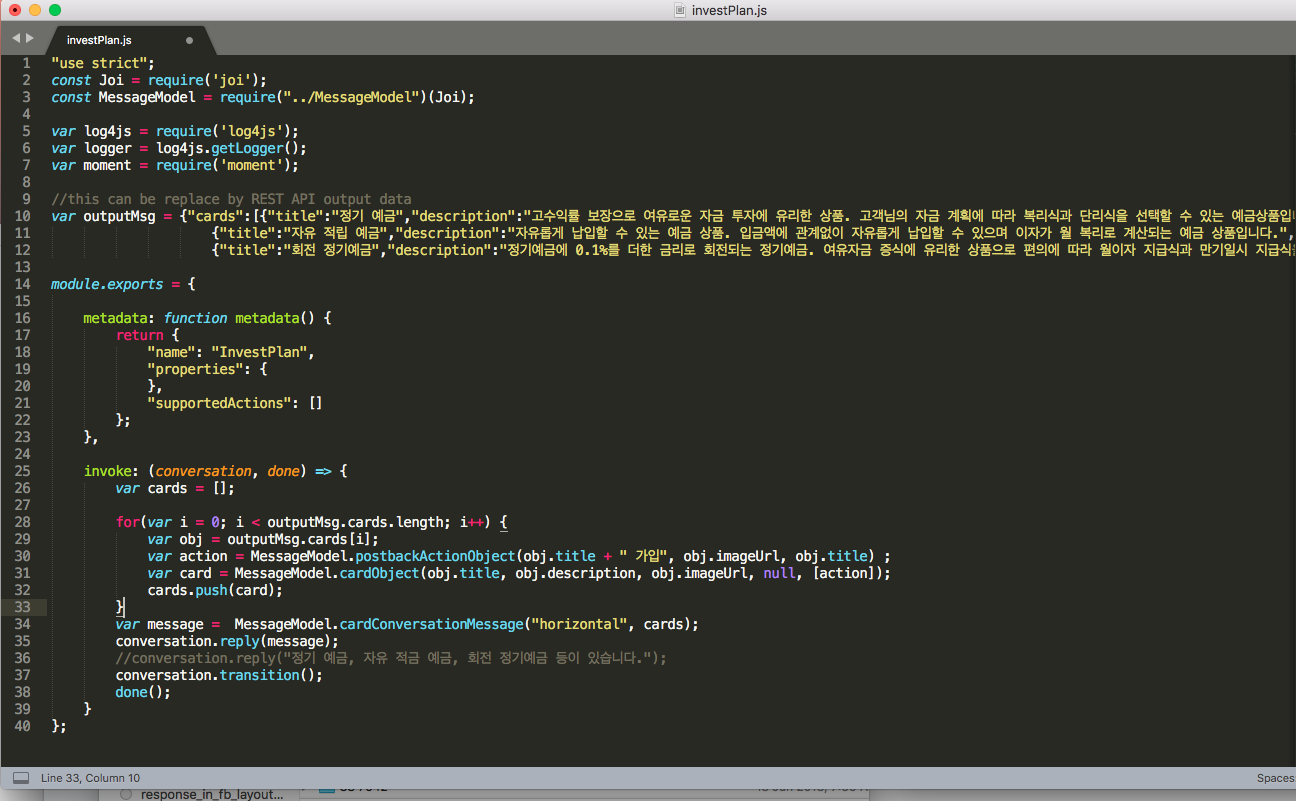 investPlan.js
investPlan.js
1 "use strict";
2 const Joi = require('joi');
3 const MessageModel = require("../MessageModel")(Joi);
4
5 var log4js = require('log4js');
6 var logger = log4js.getLogger();
7 var moment = require('moment');
8
9 //this can be replace by REST API output data
10 var outputMsg = {"cards":[{"title":"정기 예금","description":"고수익률 보장으로 여유로운 자금 투자에 유리한 상품. 고객님의 자금 계획에 따라 복리식과 단리식을 선택할 수 있는 예금상품입니
11                     {"title":"자유 적립 예금","description":"자유롭게 납입할 수 있는 예금 상품. 입금액에 관계없이 자유롭게 납입할 수 있으며 이자가 월 복리로 계산되는 예금 상품입니다.",
12                     {"title":"회전 정기예금","description":"정기예금에 0.1%를 더한 금리로 회전되는 정기예금. 여유자금 증식에 유리한 상품으로 편의에 따라 월이자 지급식과 만기일시 지급식을
13
14 module.exports = {
15
16     metadata: function metadata() {
17         return {
18             "name": "InvestPlan",
19             "properties": {
20             },
21             "supportedActions": []
22         };
23     },
24
25     invoke: (conversation, done) => {
26         var cards = [];
27
28         for(var i = 0; i < outputMsg.cards.length; i++) {
29             var obj = outputMsg.cards[i];
30             var action = MessageModel.postbackActionObject(obj.title + " 가입", obj.imageUrl, obj.title) ;
31             var card = MessageModel.cardObject(obj.title, obj.description, obj.imageUrl, null, [action]);
32             cards.push(card);
33         }
34         var message =  MessageModel.cardConversationMessage("horizontal", cards);
35         conversation.reply(message);
36         //conversation.reply("정기 예금, 자유 적금 예금, 회전 정기예금 등이 있습니다.");
37         conversation.transition();
38         done();
39     }
40 };
Line 33, Column 10
Spaces:
response_in_fb_layout...